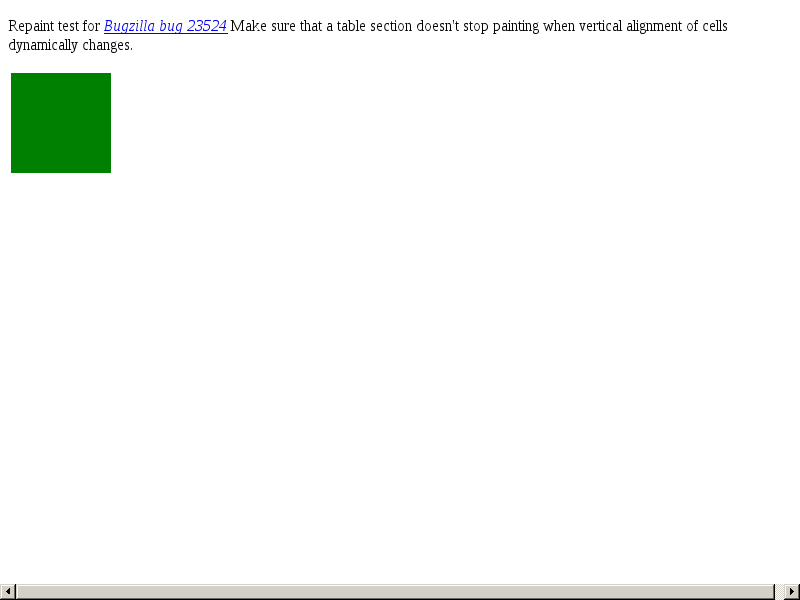 Repaint test for Bugzilla bug 23524 Make sure that a table section doesn't stop painting when vertical alignment of cells
dynamically changes.